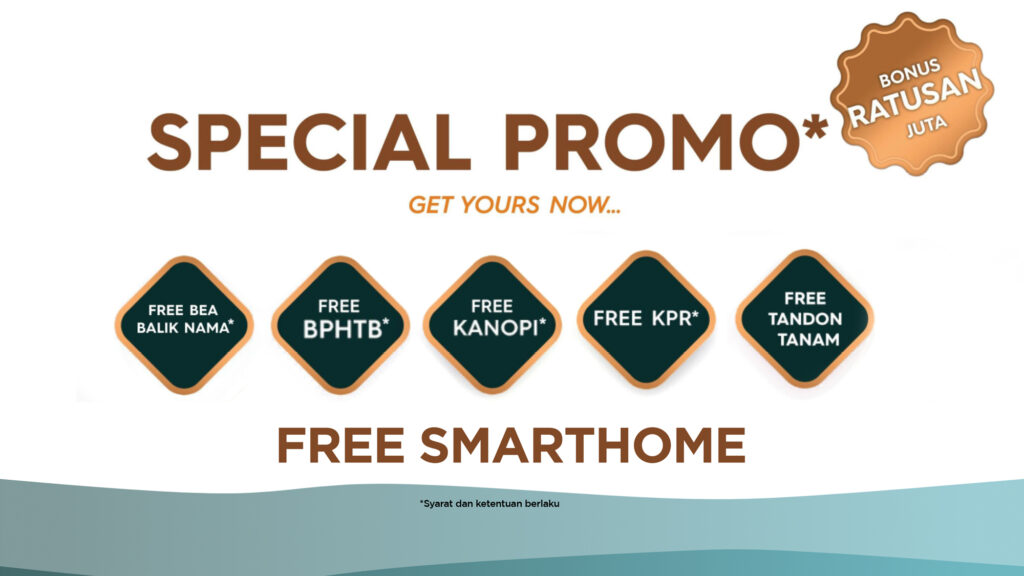 BONUS
RATUSAN
JUTA
SPECIAL PROMO*
GET YOURS NOW...
FREE BEA
BALIK NAMA*
FREE
BPHTB*
FREE
KANOPI*
FREE KPR*
FREE
TANDON
TANAM
FREE SMARTHOME
*Syarat dan ketentuan berlaku